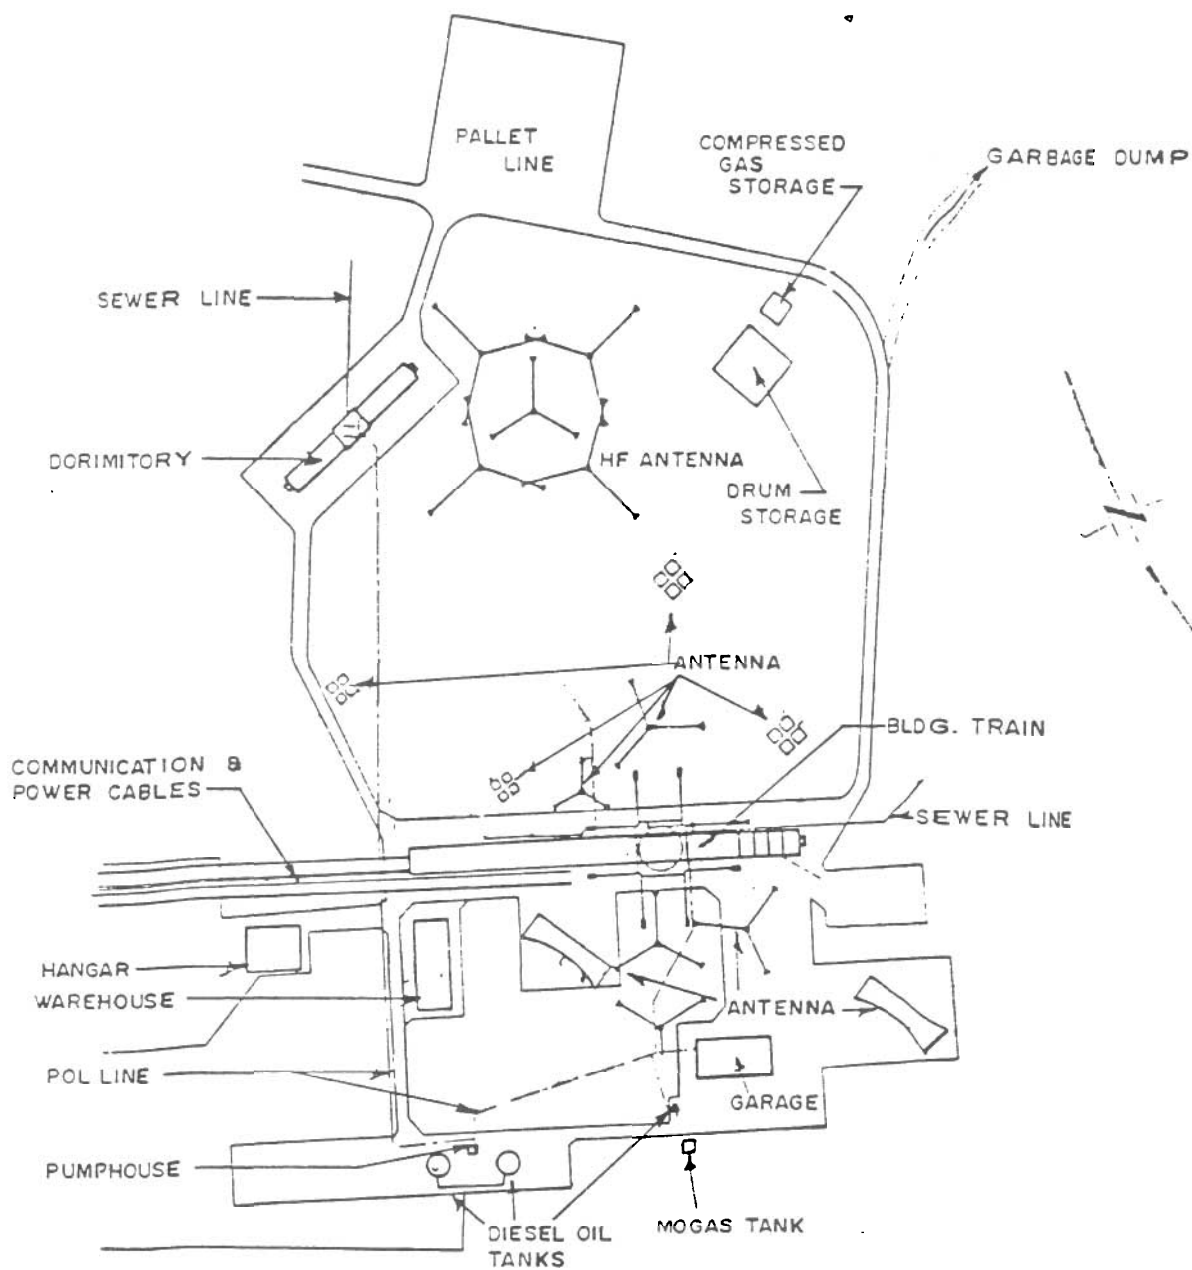 PALLET
LINE
COMPRESSED
GAS
STORAGE
GARBAGE DUMP
SEWER LINE
DORIMITORY
HF ANTENNA
DRUM
STORAGE
ANTENNA
BLDG. TRAIN
COMMUNICATION &
POWER CABLES
SEWER LINE
HANGAR
WAREHOUSE
ANTENNA
POL LINE
GARAGE
PUMPHOUSE
DIESEL OIL
TANKS
MOGAS TANK